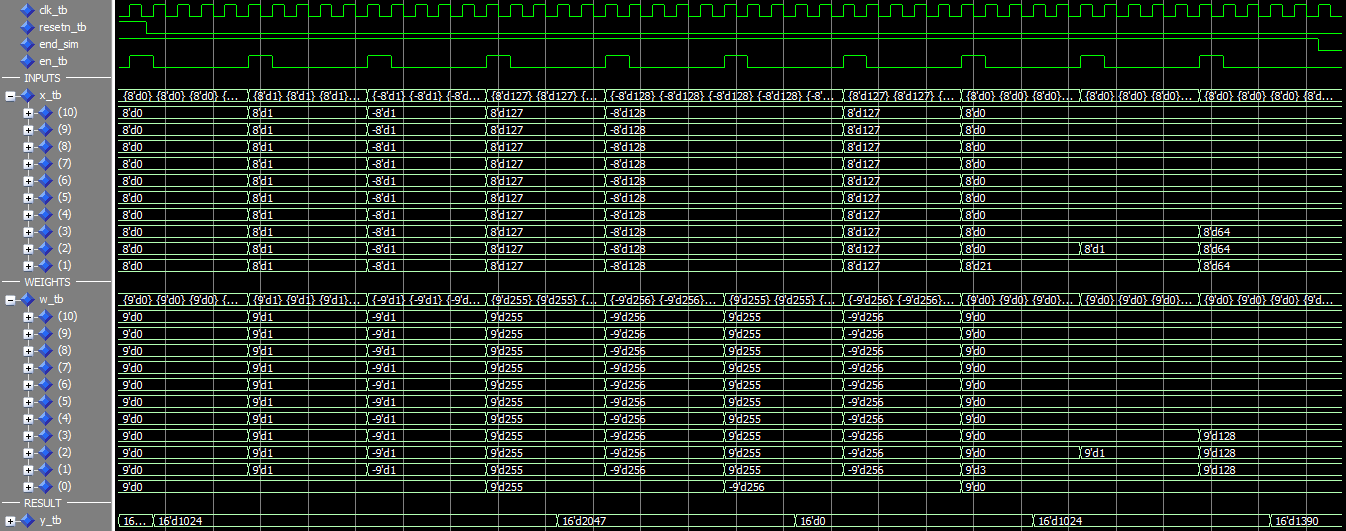 clk_tb
resetn_tb
end_sim
en_tb
INPUTS
x_tb {8'd0} {8'd0} {8'd0} {... {8'd1} {8'd1} {8'd1}... {-8'd1} {-8'd1} {-8'd... {8'd127} {8'd127} {... {-8'd128} {-8'd128} {-8'd128} {-8'd128} {-8... {8'd127} {8'd127} {... {8'd0} {8'd0} {8'd0}... {8'd0} {8'd0} {8'd0}... {8'd0} {8'd0} {8'd0} {8'd...
(10) 8'd0 8'd1 -8'd1 8'd127 -8'd128 8'd127 8'd0
(9) 8'd0 8'd1 -8'd1 8'd127 -8'd128 8'd127 8'd0
(8) 8'd0 8'd1 -8'd1 8'd127 -8'd128 8'd127 8'd0
(7) 8'd0 8'd1 -8'd1 8'd127 -8'd128 8'd127 8'd0
(6) 8'd0 8'd1 -8'd1 8'd127 -8'd128 8'd127 8'd0
(5) 8'd0 8'd1 -8'd1 8'd127 -8'd128 8'd127 8'd0
(4) 8'd0 8'd1 -8'd1 8'd127 -8'd128 8'd127 8'd0
(3) 8'd0 8'd1 -8'd1 8'd127 -8'd128 8'd127 8'd0 8'd64
(2) 8'd0 8'd1 -8'd1 8'd127 -8'd128 8'd127 8'd0 8'd1 8'd64
(1) 8'd0 8'd1 -8'd1 8'd127 -8'd128 8'd127 8'd21 8'd64
WEIGHTS
w_tb {9'd0} {9'd0} {9'd0} {... {9'd1} {9'd1} {9'd1}... {-9'd1} {-9'd1} {-9'd... {9'd255} {9'd255} {... {-9'd256} {-9'd256}... {9'd255} {9'd255} {... {-9'd256} {-9'd256}... {9'd0} {9'd0} {9'd0}... {9'd0} {9'd0} {9'd0}... {9'd0} {9'd0} {9'd0} {9'd...
(10) 9'd0 9'd1 -9'd1 9'd255 -9'd256 9'd255 -9'd256 9'd0
(9) 9'd0 9'd1 -9'd1 9'd255 -9'd256 9'd255 -9'd256 9'd0
(8) 9'd0 9'd1 -9'd1 9'd255 -9'd256 9'd255 -9'd256 9'd0
(7) 9'd0 9'd1 -9'd1 9'd255 -9'd256 9'd255 -9'd256 9'd0
(6) 9'd0 9'd1 -9'd1 9'd255 -9'd256 9'd255 -9'd256 9'd0
(5) 9'd0 9'd1 -9'd1 9'd255 -9'd256 9'd255 -9'd256 9'd0
(4) 9'd0 9'd1 -9'd1 9'd255 -9'd256 9'd255 -9'd256 9'd0
(3) 9'd0 9'd1 -9'd1 9'd255 -9'd256 9'd255 -9'd256 9'd0 9'd128
(2) 9'd0 9'd1 -9'd1 9'd255 -9'd256 9'd255 -9'd256 9'd0 9'd1 9'd128
(1) 9'd0 9'd1 -9'd1 9'd255 -9'd256 9'd255 -9'd256 9'd3 9'd128
(0) 9'd0 9'd255 -9'd256 9'd0
RESULT
y_tb 16... 16'd1024 16'd2047 16'd0 16'd1024 16'd1390